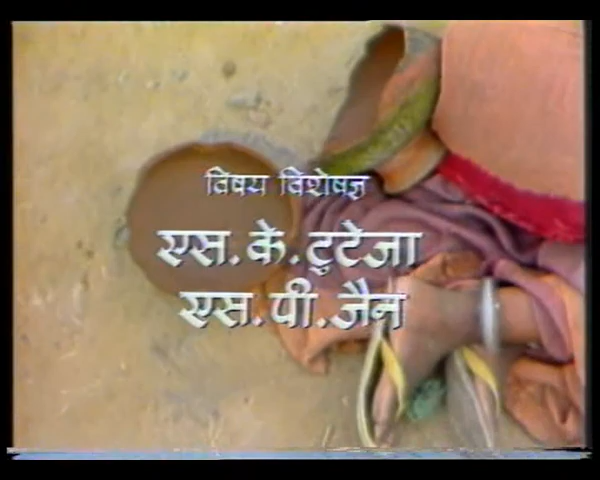 विषय विशेषज्ञ
एस. के. टुटेजा
एस. पी. जैन